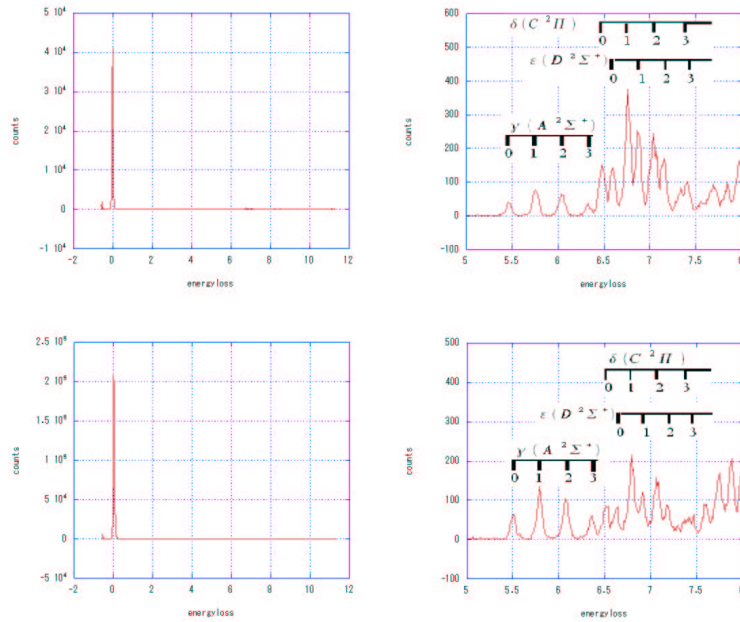 5 10⁴
4 10⁴
3 10⁴
2 10⁴
1 10⁴
0
-1 10⁴
counts
-2 0 2 4 6 8 10 12
energyloss
600
500
400
300
200
100
0
-100
counts
δ (C ²Π)
0 1 2 3
ε (D ²Σ⁺)
0 1 2 3
γ (A ²Σ⁺)
0 1 2 3
5 5.5 6 6.5 7 7.5 8
energyloss
2.5 10⁵
2 10⁵
1.5 10⁵
1 10⁵
5 10⁴
0
-5 10⁴
counts
-2 0 2 4 6 8 10 12
energyloss
500
400
300
200
100
0
-100
counts
δ (C ²Π)
0 1 2 3
ε (D ²Σ⁺)
0 1 2 3
γ (A ²Σ⁺)
0 1 2 3
5 5.5 6 6.5 7 7.5 8
energyloss